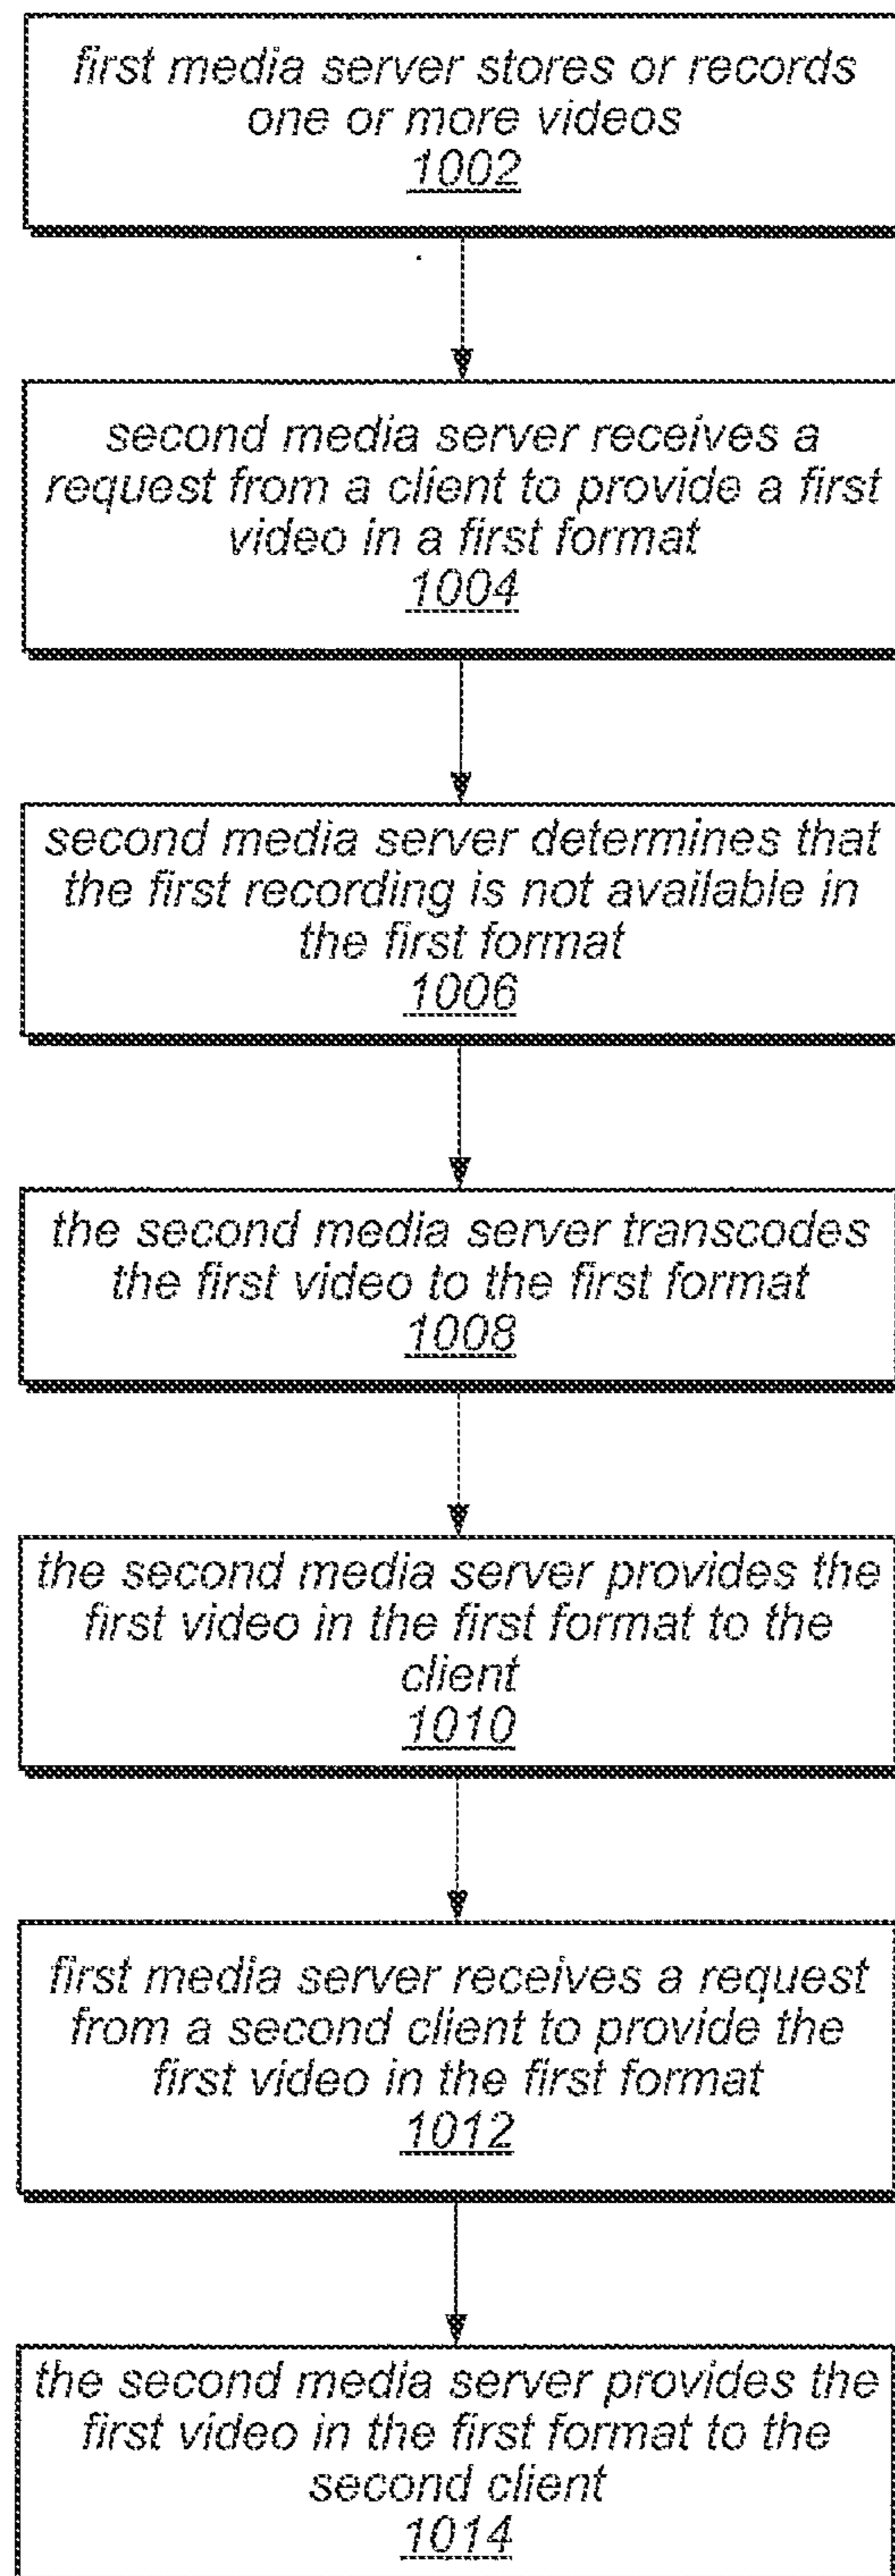 first media server stores or records
one or more videos
1002
second media server receives a
request from a client to provide a first
video in a first format
1004
second media server determines that
the first recording is not available in
the first format
1006
the second media server transcodes
the first video to the first format
1008
the second media server provides the
first video in the first format to the
client
1010
first media server receives a request
from a second client to provide the
first video in the first format
1012
the second media server provides the
first video in the first format to the
second client
1014